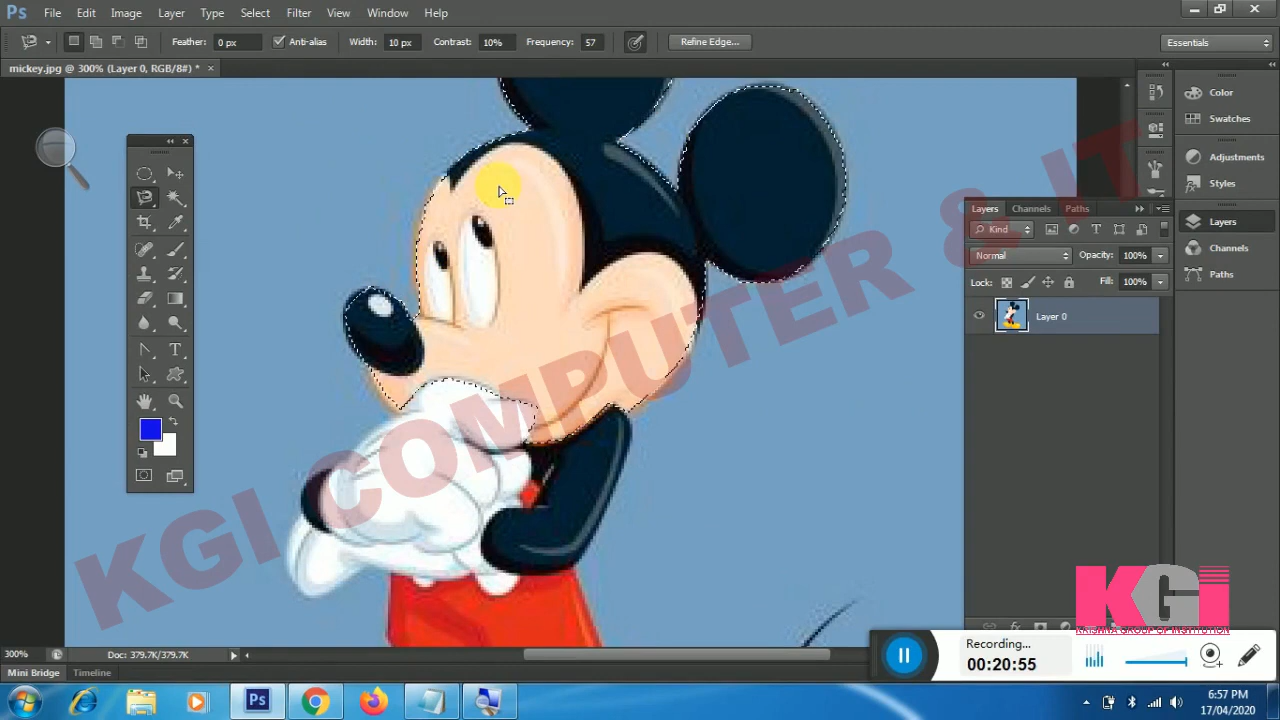 Ps File Edit Image Layer Type Select Filter View Window Help
Feather: 0 px Anti-alias Width: 10 px Contrast: 10% Frequency: 57 Refine Edge... Essentials
mickey.jpg @ 300% (Layer 0, RGB/8#) * ×
Color
Swatches
Adjustments
Styles
Layers
Channels
Paths
Layers Channels Paths
Kind
Normal Opacity: 100%
Lock: Fill: 100%
Layer 0
KGI COMPUTER & IT
KGi
KRISHNA GROUP OF INSTITUTION
300% Doc: 379.7K/379.7K
Mini Bridge Timeline
Recording...
00:20:55
Ps
6:57 PM
17/04/2020